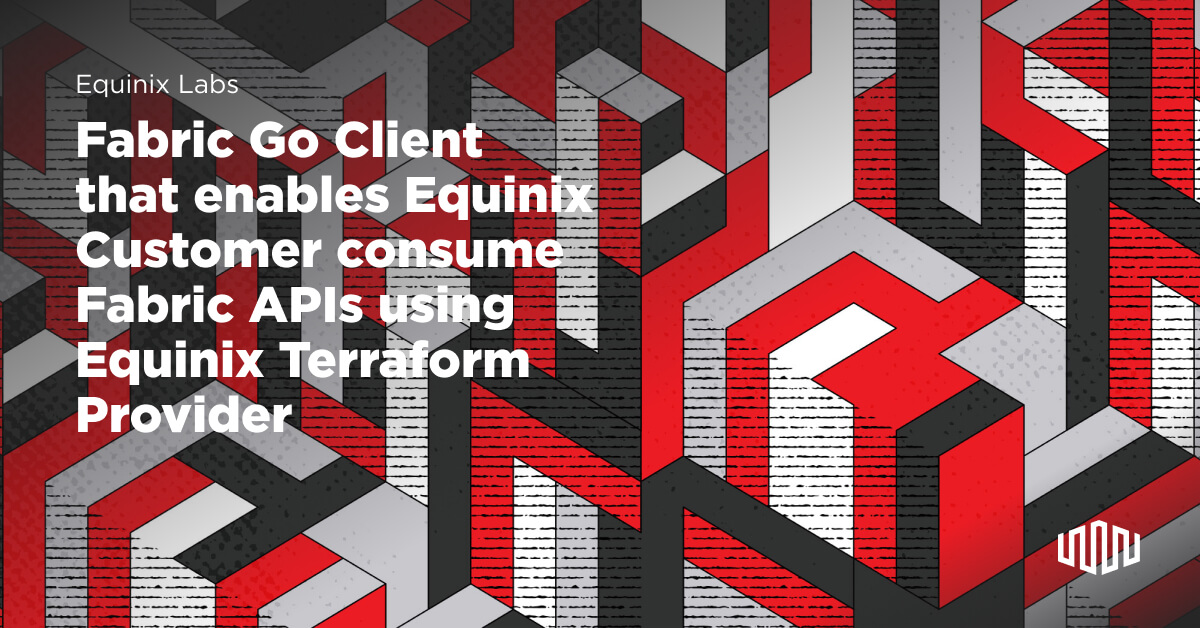 Equinix Labs
Fabric Go Client
that enables Equinix
Customer consume
Fabric APIs using
Equinix Terraform
Provider